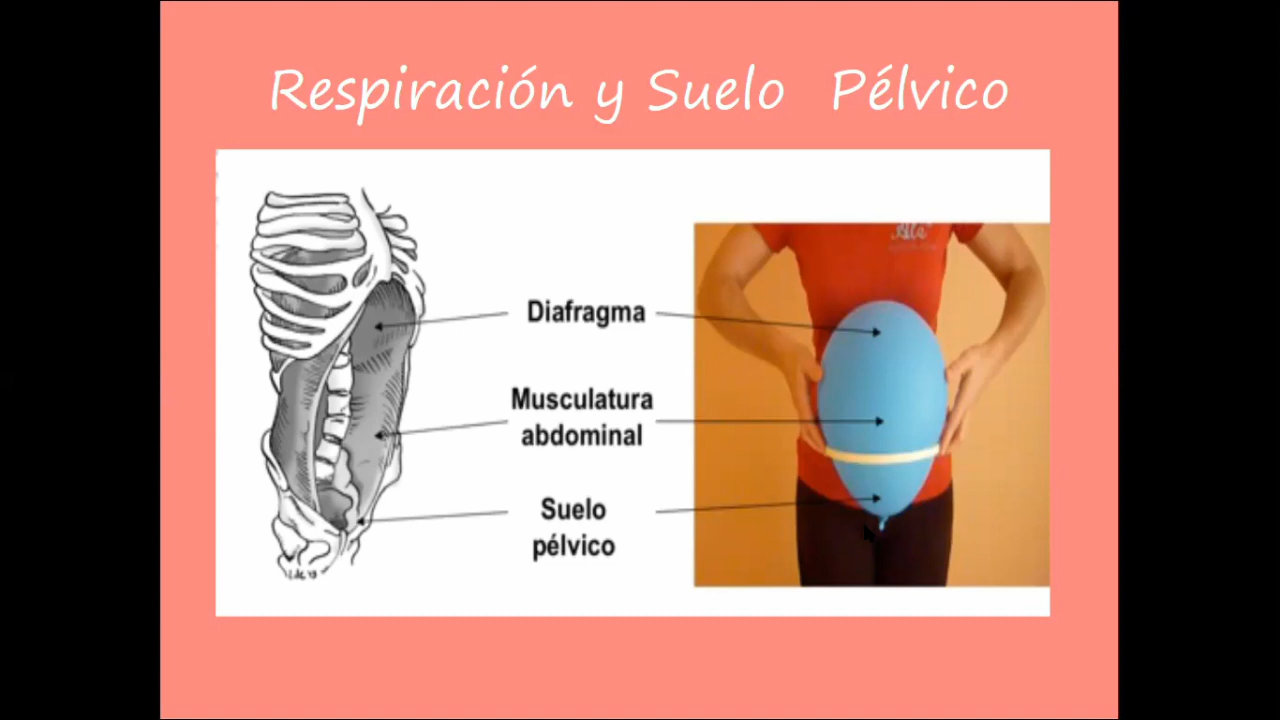 Respiración y Suelo Pélvico
Diafragma
Musculatura
abdominal
Suelo
pélvico